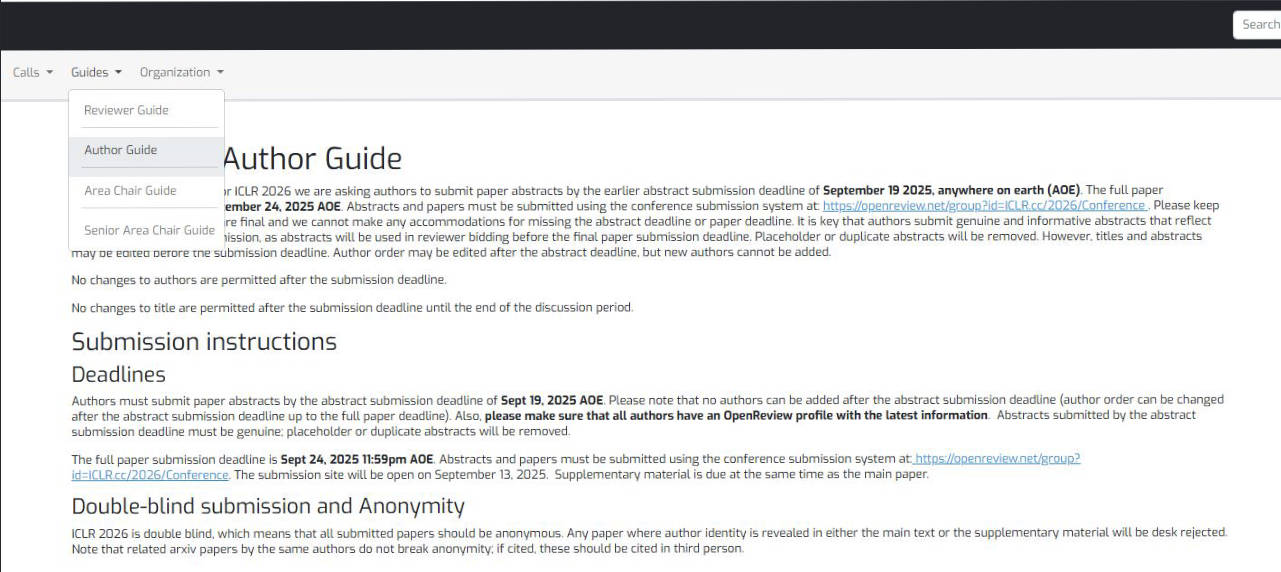 Search
Calls Guides Organization
Reviewer Guide
Author Guide
Area Chair Guide
Senior Area Chair Guide
Author Guide
ICLR 2026 we are asking authors to submit paper abstracts by the earlier abstract submission deadline of September 19 2025, anywhere on earth (AOE). The full paper
24, 2025 AOE. Abstracts and papers must be submitted using the conference submission system at: https://openreview.net/group?id=ICLR.cc/2026/Conference . Please keep
final and we cannot make any accommodations for missing the abstract deadline or paper deadline. It is key that authors submit genuine and informative abstracts that reflect
as abstracts will be used in reviewer bidding before the final paper submission deadline. Placeholder or duplicate abstracts will be removed. However, titles and abstracts
may be edited before the submission deadline. Author order may be edited after the abstract deadline, but new authors cannot be added.
No changes to authors are permitted after the submission deadline.
No changes to title are permitted after the submission deadline until the end of the discussion period.
Submission instructions
Deadlines
Authors must submit paper abstracts by the abstract submission deadline of Sept 19, 2025 AOE. Please note that no authors can be added after the abstract submission deadline (author order can be changed
after the abstract submission deadline up to the full paper deadline). Also, please make sure that all authors have an OpenReview profile with the latest information. Abstracts submitted by the abstract
submission deadline must be genuine; placeholder or duplicate abstracts will be removed.
The full paper submission deadline is Sept 24, 2025 11:59pm AOE. Abstracts and papers must be submitted using the conference submission system at: https://openreview.net/group?
id=ICLR.cc/2026/Conference. The submission site will be open on September 13, 2025. Supplementary material is due at the same time as the main paper.
Double-blind submission and Anonymity
ICLR 2026 is double blind, which means that all submitted papers should be anonymous. Any paper where author identity is revealed in either the main text or the supplementary material will be desk rejected.
Note that related arxiv papers by the same authors do not break anonymity; if cited, these should be cited in third person.